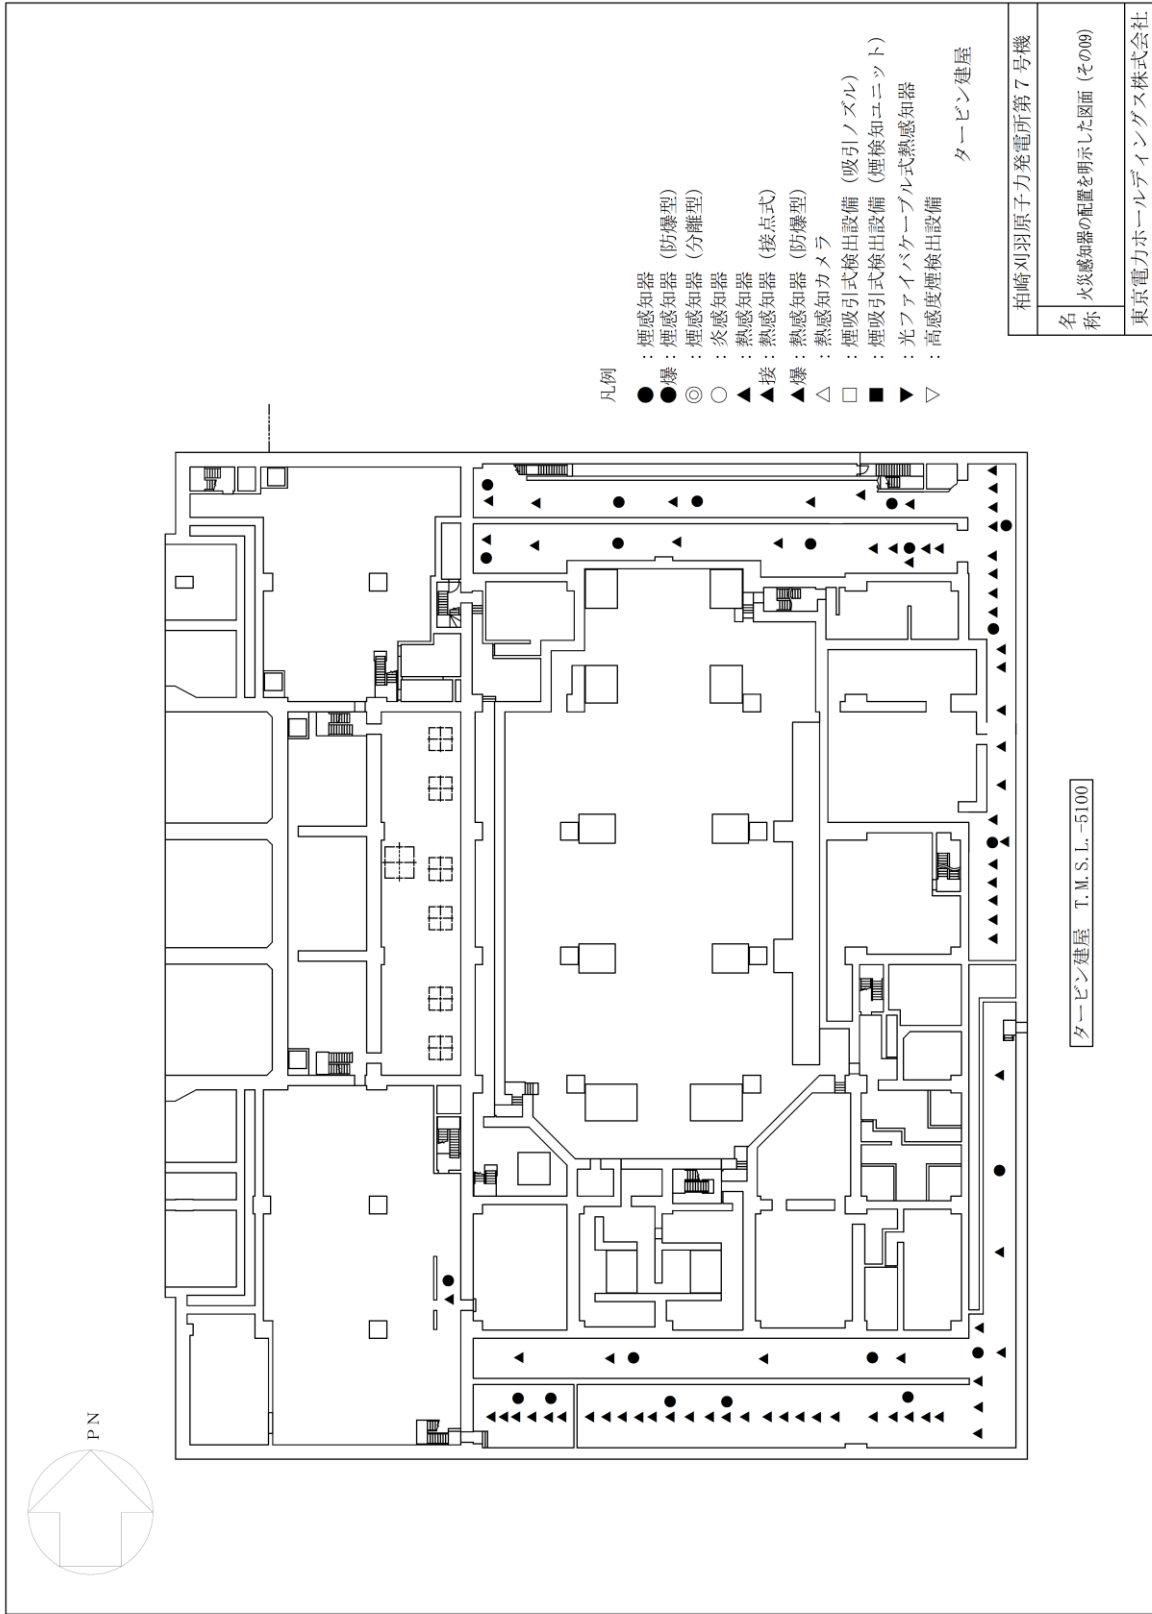 PN
タービン建屋 T.M.S.L.-5100
凡例
● : 煙感知器
●爆 : 煙感知器 (防爆型)
◎ : 煙感知器 (分離型)
○ : 炎感知器
▲ : 熱感知器
▲接 : 熱感知器 (接点式)
▲爆 : 熱感知器 (防爆型)
△ : 熱感知カメラ
□ : 煙吸引式検出設備 (吸引ノズル)
■ : 煙吸引式検出設備 (煙検知ユニット)
▼ : 光ファイバケーブル式熱感知器
▽ : 高感度煙検出設備
タービン建屋
柏崎刈羽原子力発電所第7号機
名称 火災感知器の配置を明示した図面 (その09)
東京電力ホールディングス株式会社